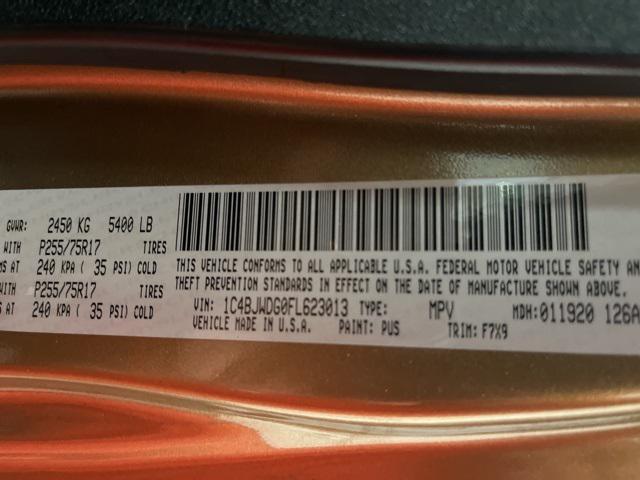 GVWR: 2450 KG 5400 LB
WITH P255/75R17 TIRES
MS AT 240 KPA ( 35 PSI) COLD
WITH P255/75R17 TIRES
MS AT 240 KPA ( 35 PSI) COLD
THIS VEHICLE CONFORMS TO ALL APPLICABLE U.S.A. FEDERAL MOTOR VEHICLE SAFETY AN
THEFT PREVENTION STANDARDS IN EFFECT ON THE DATE OF MANUFACTURE SHOWN ABOVE.
VIN: 1C4BJWDG0FL623013 TYPE: MPV MDH: 011920 126A
VEHICLE MADE IN U.S.A. PAINT: PUS TRIM: F7X9